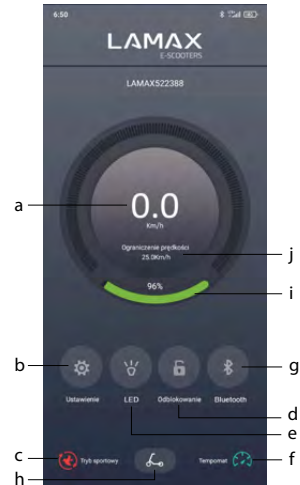 6:50
LAMAX
E-SCOOTERS
LAMAX522388
a
0.0
Km/h
Ograniczenie prędkości
25.0Km/h
j
96%
i
b
g
Ustawienie LED Odblokowanie Bluetooth
d
e
c Tryb sportowy Tempomat f
h